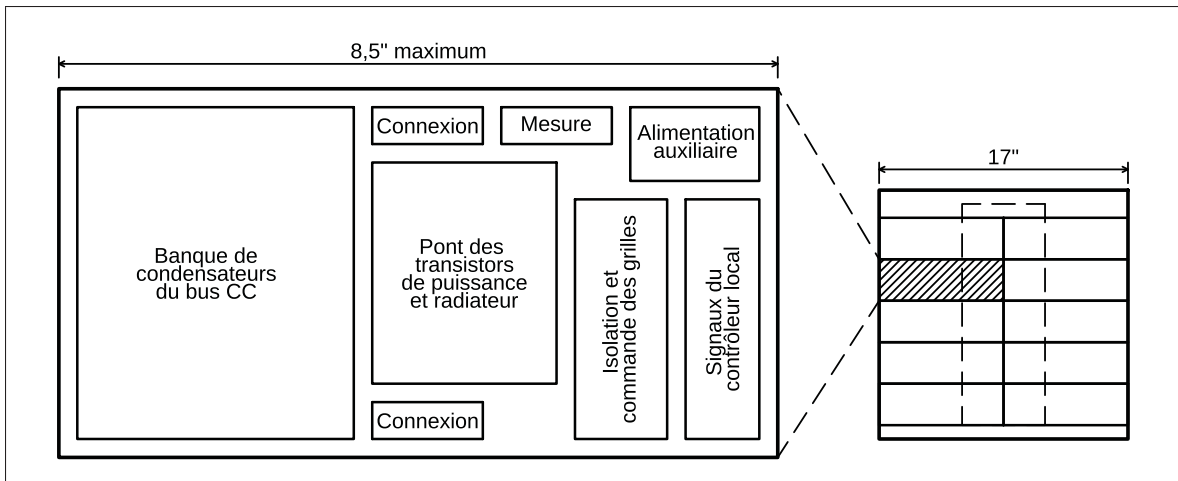 8,5" maximum
Connexion
Mesure
Alimentation
auxiliaire
17"
Banque de
condensateurs
du bus CC
Pont des
transistors
de puissance
et radiateur
Isolation et
commande des grilles
Signaux du
contrôleur local
Connexion